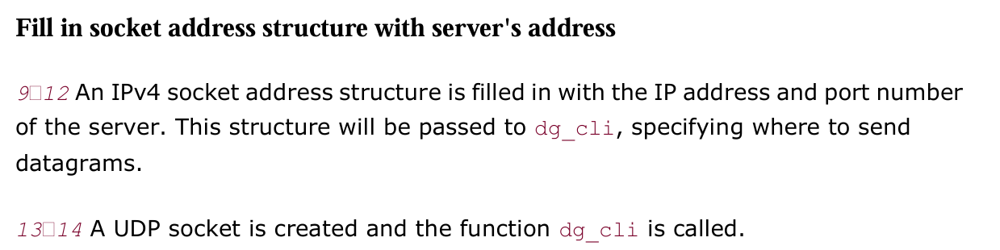 Fill in socket address structure with server's address
9□12 An IPv4 socket address structure is filled in with the IP address and port number
of the server. This structure will be passed to dg_cli, specifying where to send
datagrams.
13□14 A UDP socket is created and the function dg_cli is called.